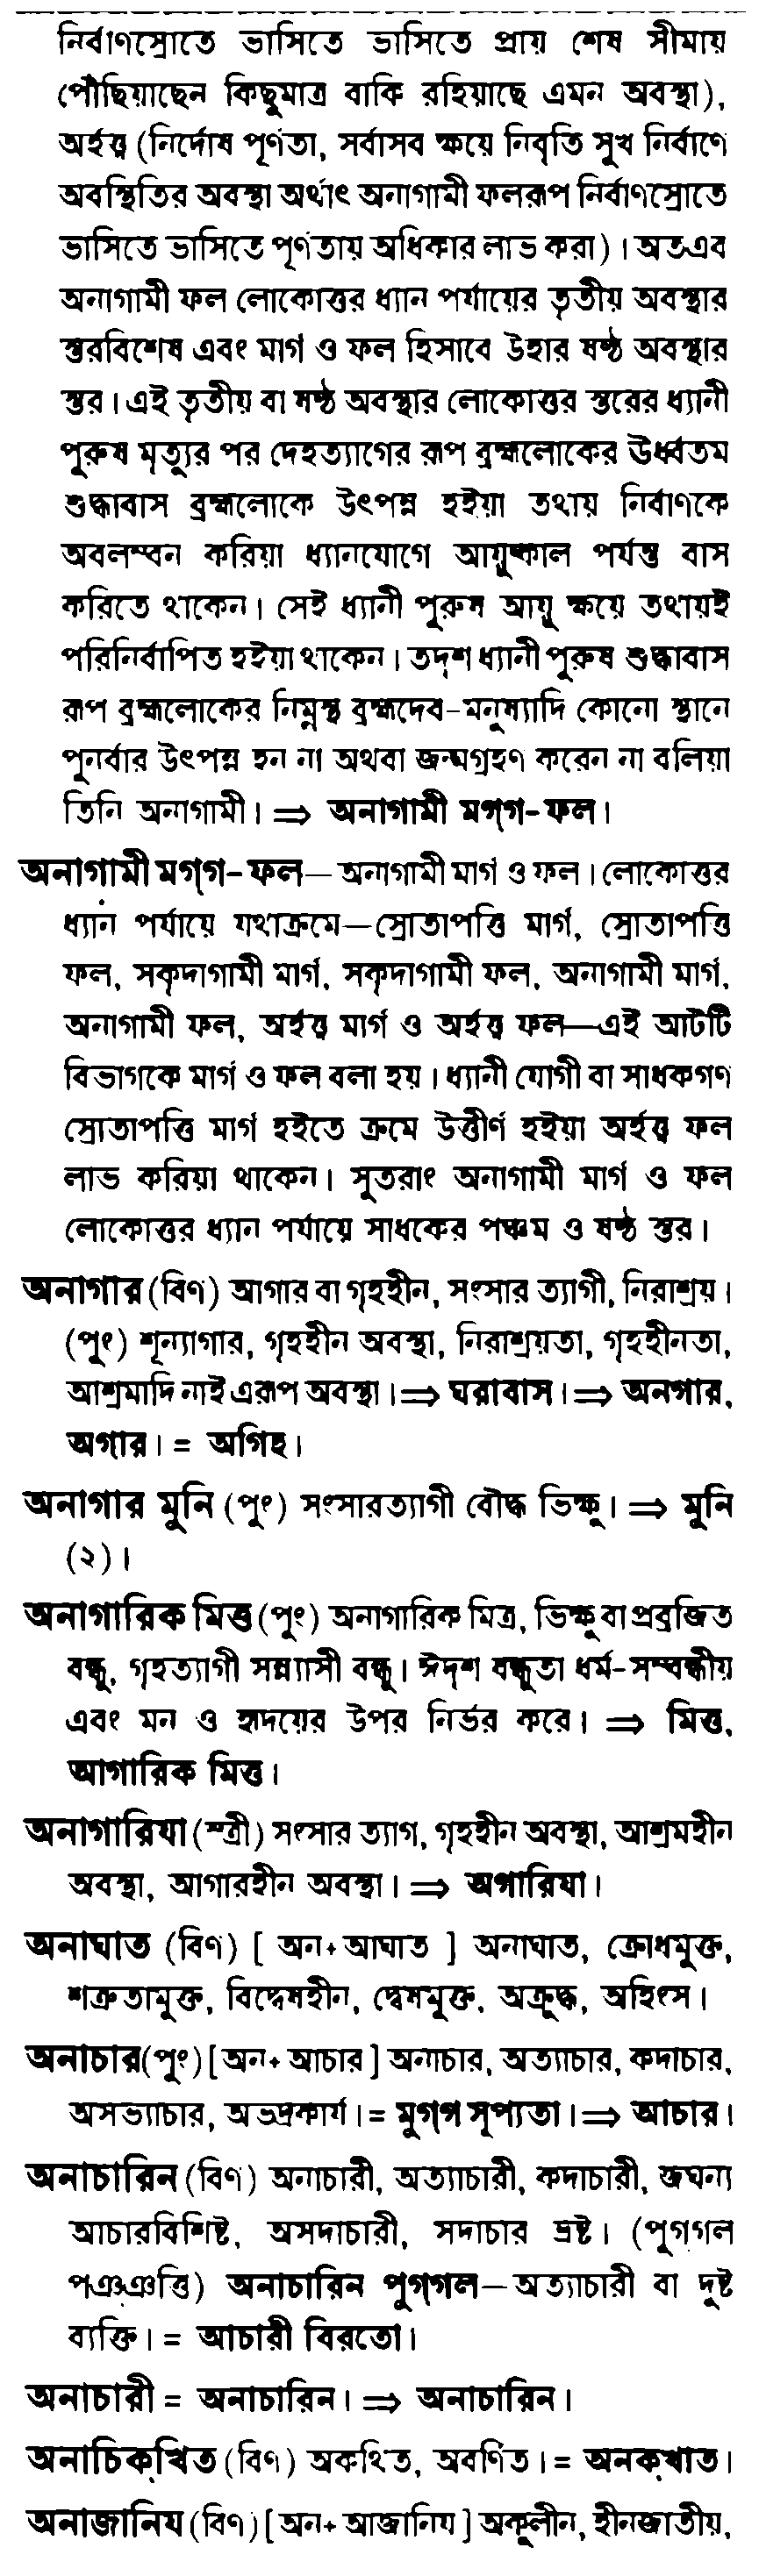 নির্বাণস্রোতে ভাসিতে ভাসিতে প্রায় শেষ সীমায়
পৌঁছিয়াছেন কিছুমাত্র বাকি রহিয়াছে এমন অবস্থা),
অর্হত্ত্ব (নির্দোষ পূর্ণতা, সর্বাসব ক্ষয়ে নিবৃতি সুখ নির্বাণে
অবস্থিতির অবস্থা অর্থাৎ অনাগামী ফলরূপ নির্বাণস্রোতে
ভাসিতে ভাসিতে পূর্ণতায় অধিকার লাভ করা)। অতএব
অনাগামী ফল লোকোত্তর ধ্যান পর্যায়ের তৃতীয় অবস্থার
স্তরবিশেষ এবং মার্গ ও ফল হিসাবে উহার ষষ্ঠ অবস্থার
স্তর। এই তৃতীয় বা ষষ্ঠ অবস্থার লোকোত্তর স্তরের ধ্যানী
পুরুষ মৃত্যুর পর দেহত্যাগের রূপ ব্রহ্মলোকের ঊর্ধ্বতম
শুদ্ধাবাস ব্রহ্মলোকে উৎপন্ন হইয়া তথায় নির্বাণকে
অবলম্বন করিয়া ধ্যানযোগে আয়ুষ্কাল পর্যন্ত বাস
করিতে থাকেন। সেই ধ্যানী পুরুষ আয়ু ক্ষয়ে তথায়ই
পরিনির্বাপিত হইয়া থাকেন। তদৃশ ধ্যানী পুরুষ শুদ্ধাবাস
রূপ ব্রহ্মলোকের নিম্নস্থ ব্রহ্মদেব-মনুষ্যাদি কোনো স্থানে
পুনর্বার উৎপন্ন হন না অথবা জন্মগ্রহণ করেন না বলিয়া
তিনি অনাগামী। ⇒ অনাগামী মগ্‌গ-ফল।
অনাগামী মগ্‌গ-ফল—অনাগামী মার্গ ও ফল। লোকোত্তর
ধ্যান পর্যায়ে যথাক্রমে—স্রোতাপত্তি মার্গ, স্রোতাপত্তি
ফল, সকৃদাগামী মার্গ, সকৃদাগামী ফল, অনাগামী মার্গ,
অনাগামী ফল, অর্হত্ত্ব মার্গ ও অর্হত্ত্ব ফল—এই আটটি
বিভাগকে মার্গ ও ফল বলা হয়। ধ্যানী যোগী বা সাধকগণ
স্রোতাপত্তি মার্গ হইতে ক্রমে উত্তীর্ণ হইয়া অর্হত্ত্ব ফল
লাভ করিয়া থাকেন। সুতরাং অনাগামী মার্গ ও ফল
লোকোত্তর ধ্যান পর্যায়ে সাধকের পঞ্চম ও ষষ্ঠ স্তর।
অনাগার (বিণ) আগার বা গৃহহীন, সংসার ত্যাগী, নিরাশ্রয়।
(পুং) শূন্যাগার, গৃহহীন অবস্থা, নিরাশ্রয়তা, গৃহহীনতা,
আশ্রমাদি নাই এরূপ অবস্থা। ⇒ ঘরাবাস। ⇒ অনগার,
অগার। = অগিহ।
অনাগার মুনি (পুং) সংসারত্যাগী বৌদ্ধ ভিক্ষু। ⇒ মুনি
(২)।
অনাগারিক মিত্ত (পুং) অনাগারিক মিত্র, ভিক্ষু বা প্রব্রজিত
বন্ধু, গৃহত্যাগী সন্ন্যাসী বন্ধু। ঈদৃশ বন্ধুতা ধর্ম-সম্বন্ধীয়
এবং মন ও হৃদয়ের উপর নির্ভর করে। ⇒ মিত্ত,
আগারিক মিত্ত।
অনাগারিযা (স্ত্রী) সংসার ত্যাগ, গৃহহীন অবস্থা, আশ্রমহীন
অবস্থা, আগারহীন অবস্থা। ⇒ অগারিযা।
অনাঘাত (বিণ) [ অন+আঘাত ] অনাঘাত, ক্রোধমুক্ত,
শত্রুতামুক্ত, বিদ্বেষহীন, দ্বেষমুক্ত, অক্রুদ্ধ, অহিংস।
অনাচার (পুং) [ অন+আচার ] অনাচার, অত্যাচার, কদাচার,
অসভ্যাচার, অভদ্রকার্য। = মুগ্‌গ সূপ্যতা। ⇒ আচার।
অনাচারিন (বিণ) অনাচারী, অত্যাচারী, কদাচারী, জঘন্য
আচারবিশিষ্ট, অসদাচারী, সদাচার ভ্রষ্ট। (পুগগল
পঞ্‌ঞত্তি) অনাচারিন পুগ্‌গল—অত্যাচারী বা দুষ্ট
ব্যক্তি। = আচারী বিরতো।
অনাচারী = অনাচারিন। ⇒ অনাচারিন।
অনাচিক্‌খিত (বিণ) অকথিত, অবর্ণিত। = অনক্‌খাত।
অনাজানিয (বিণ) [ অন+আজানিয ] অকুলীন, হীনজাতীয়,